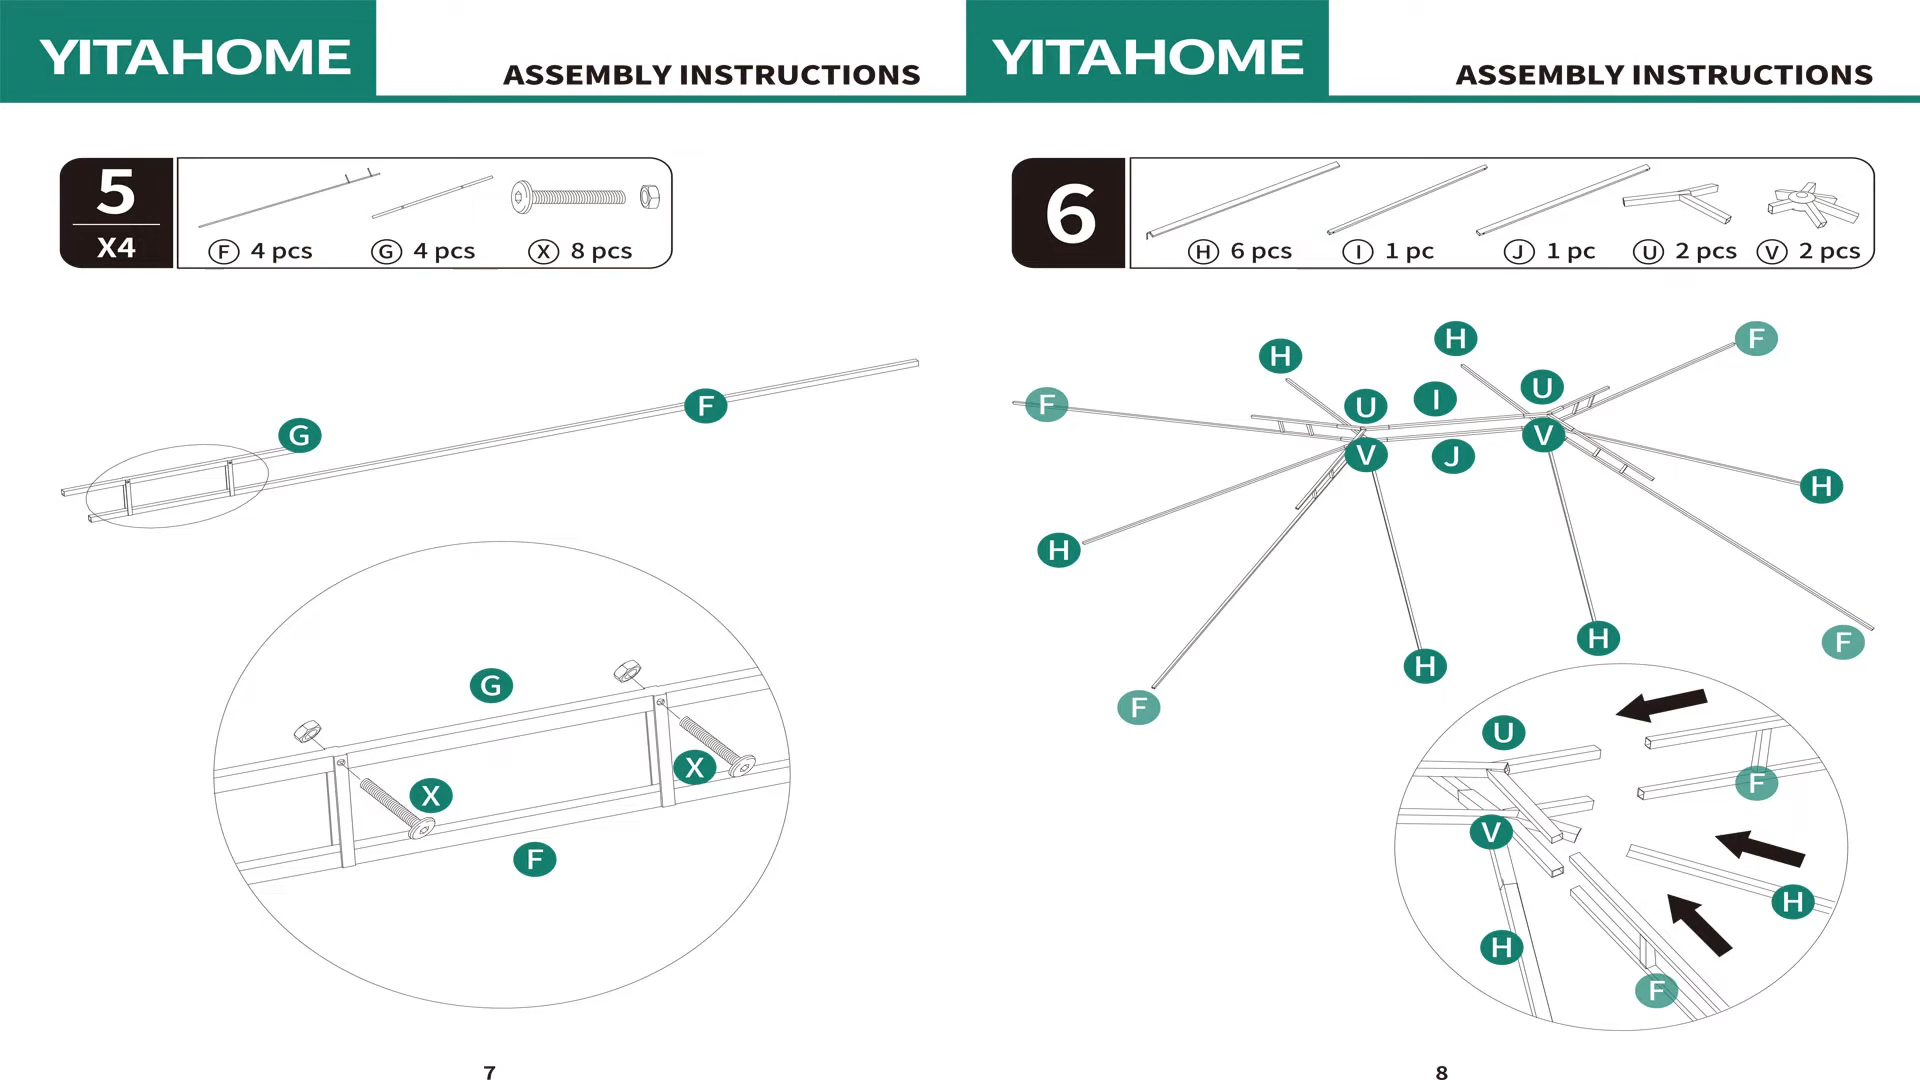 YITAHOME
ASSEMBLY INSTRUCTIONS
5
X4
F 4 pcs
G 4 pcs
X 8 pcs
G
F
G
X
X
F
7
YITAHOME
ASSEMBLY INSTRUCTIONS
6
H 6 pcs
I 1 pc
J 1 pc
U 2 pcs
V 2 pcs
H
H
F
F
U
I
U
V
J
V
H
H
H
H
F
F
U
F
V
H
H
F
8